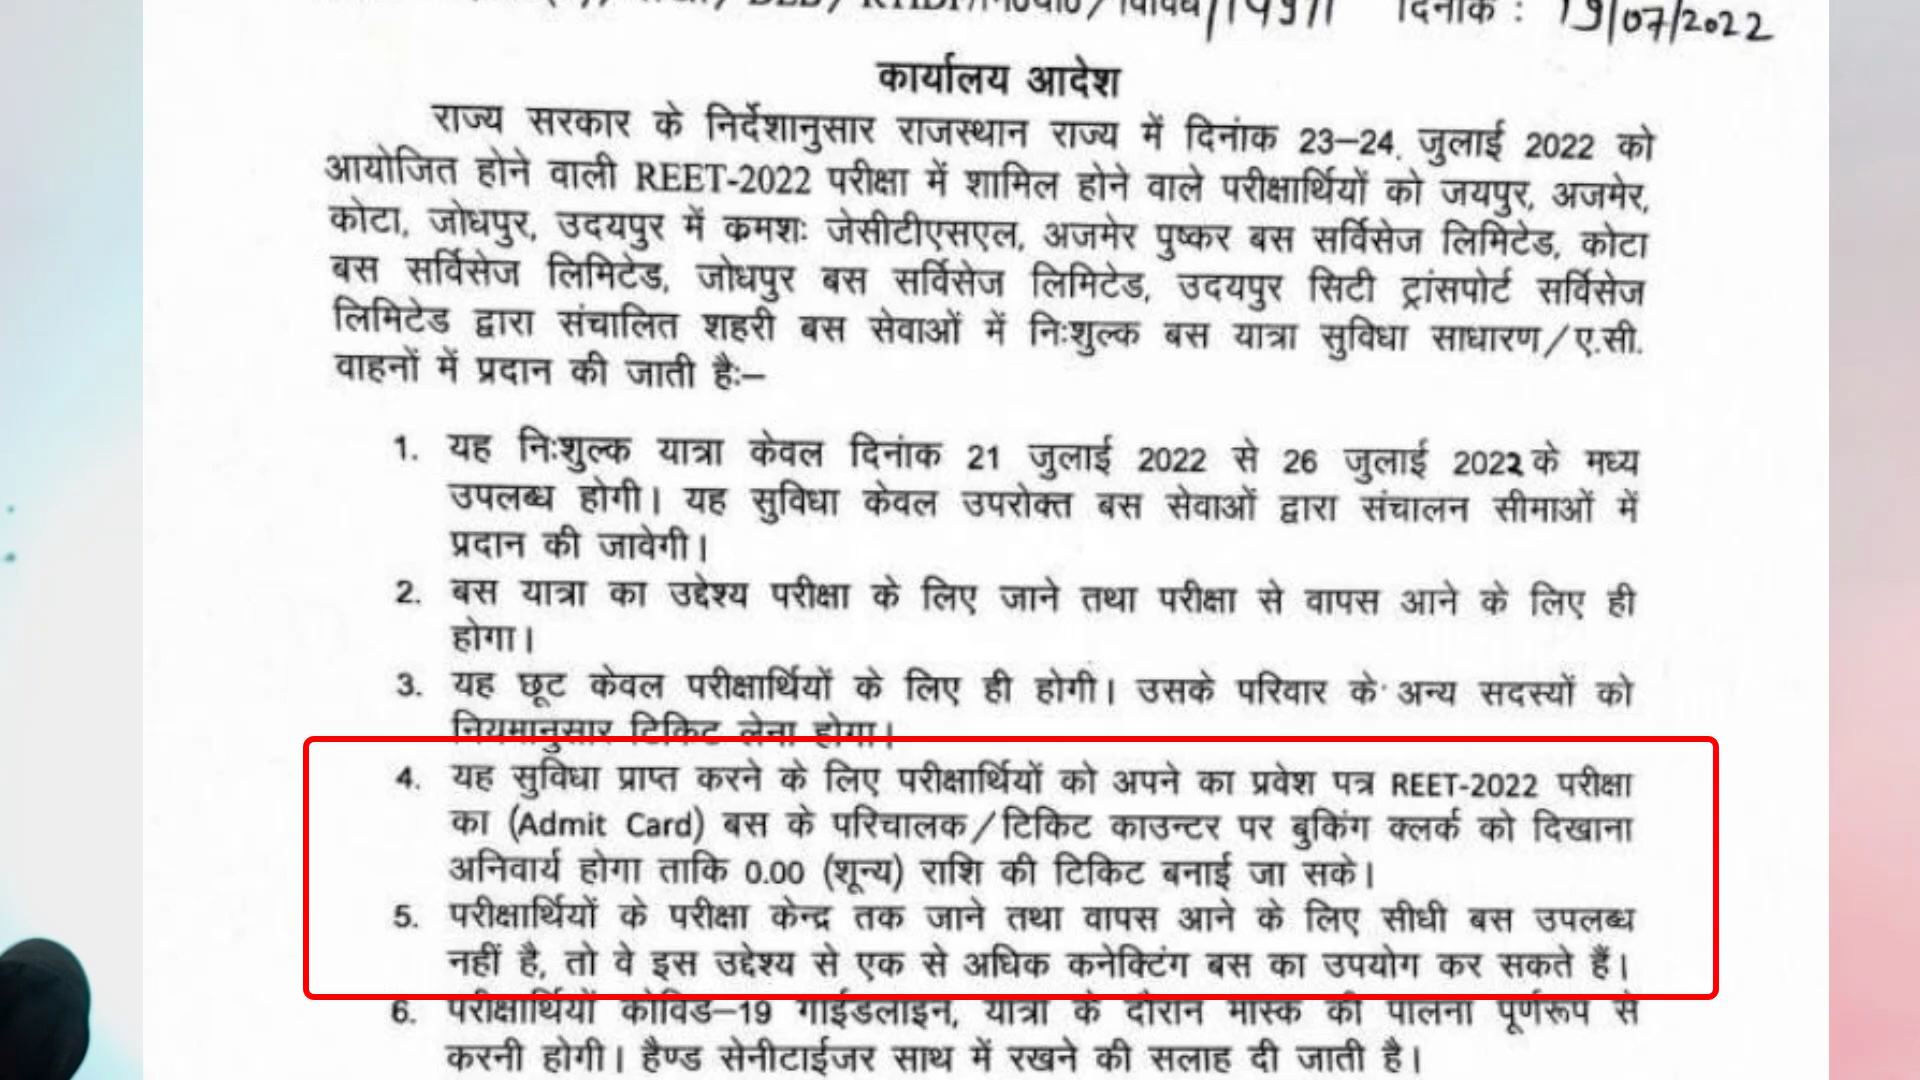 दिनांक : 19/07/2022
कार्यालय आदेश
राज्य सरकार के निर्देशानुसार राजस्थान राज्य में दिनांक 23–24, जुलाई 2022 को
आयोजित होने वाली REET-2022 परीक्षा में शामिल होने वाले परीक्षार्थियों को जयपुर, अजमेर,
कोटा, जोधपुर, उदयपुर में क्रमशः जेसीटीएसएल, अजमेर पुष्कर बस सर्विसेज लिमिटेड, कोटा
बस सर्विसेज लिमिटेड, जोधपुर बस सर्विसेज लिमिटेड, उदयपुर सिटी ट्रांसपोर्ट सर्विसेज
लिमिटेड द्वारा संचालित शहरी बस सेवाओं में निःशुल्क बस यात्रा सुविधा साधारण/ए.सी.
वाहनों में प्रदान की जाती हैः–
1. यह निःशुल्क यात्रा केवल दिनांक 21 जुलाई 2022 से 26 जुलाई 2022 के मध्य
उपलब्ध होगी। यह सुविधा केवल उपरोक्त बस सेवाओं द्वारा संचालन सीमाओं में
प्रदान की जावेगी।
2. बस यात्रा का उद्देश्य परीक्षा के लिए जाने तथा परीक्षा से वापस आने के लिए ही
होगा।
3. यह छूट केवल परीक्षार्थियों के लिए ही होगी। उसके परिवार के अन्य सदस्यों को
नियमानुसार टिकिट लेना होगा।
4. यह सुविधा प्राप्त करने के लिए परीक्षार्थियों को अपने का प्रवेश पत्र REET-2022 परीक्षा
का (Admit Card) बस के परिचालक/टिकिट काउन्टर पर बुकिंग क्लर्क को दिखाना
अनिवार्य होगा ताकि 0.00 (शून्य) राशि की टिकिट बनाई जा सके।
5. परीक्षार्थियों के परीक्षा केन्द्र तक जाने तथा वापस आने के लिए सीधी बस उपलब्ध
नहीं है, तो वे इस उद्देश्य से एक से अधिक कनेक्टिंग बस का उपयोग कर सकते हैं।
6. परीक्षार्थियों कोविड–19 गाईडलाइन, यात्रा के दौरान मास्क की पालना पूर्णरूप से
करनी होगी। हैण्ड सेनीटाईजर साथ में रखने की सलाह दी जाती है।